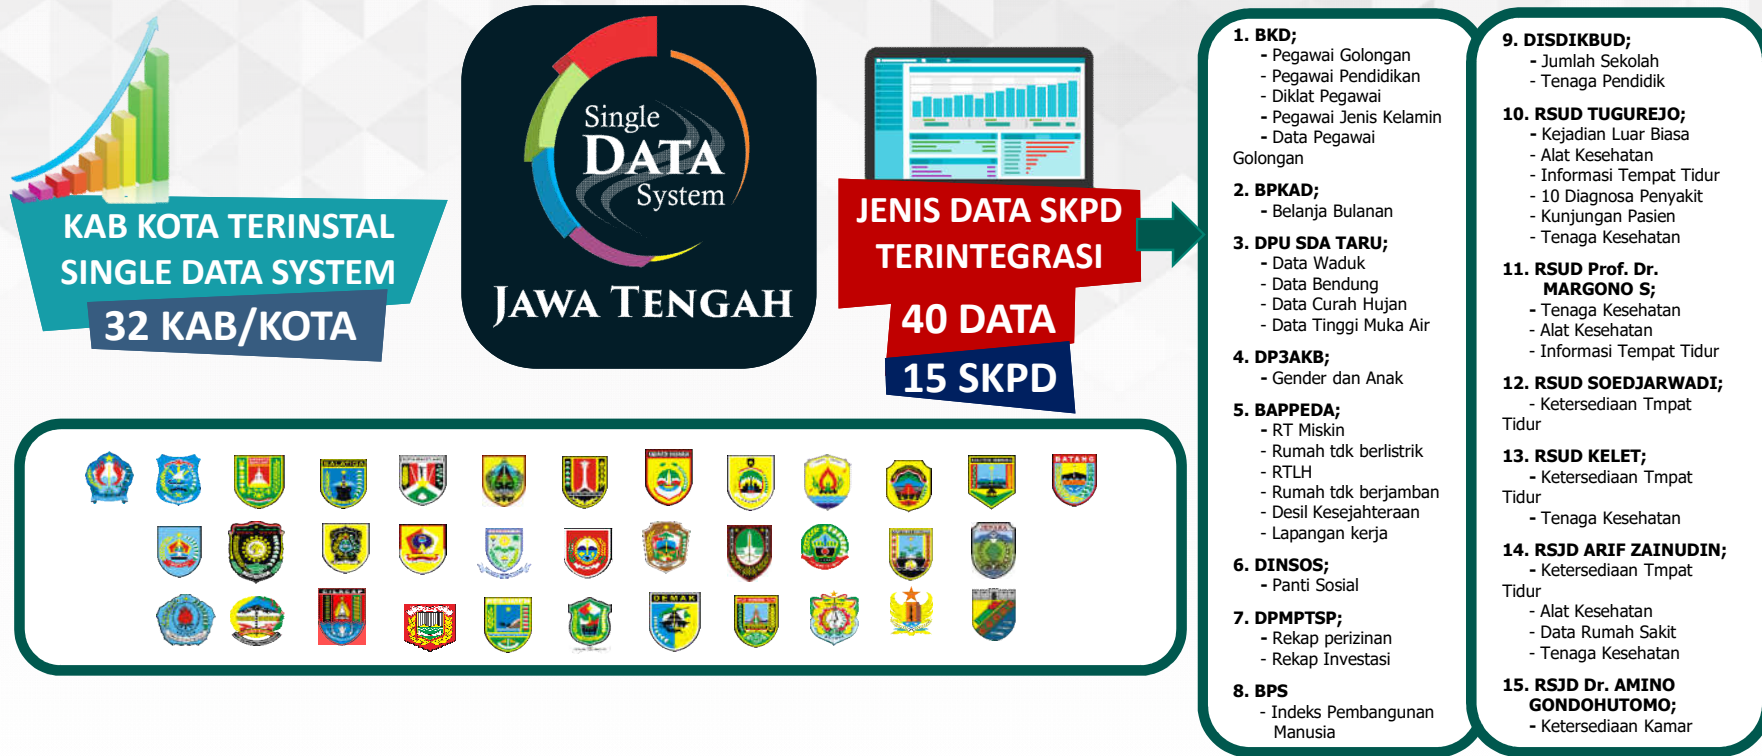 KAB KOTA TERINSTAL
SINGLE DATA SYSTEM
32 KAB/KOTA
Single
DATA
System
JAWA TENGAH
JENIS DATA SKPD
TERINTEGRASI
40 DATA
15 SKPD
SALATIGA
BATANG
CILACAP
DEMAK
JEPARA
1. BKD;
- Pegawai Golongan
- Pegawai Pendidikan
- Diklat Pegawai
- Pegawai Jenis Kelamin
- Data Pegawai
Golongan
2. BPKAD;
- Belanja Bulanan
3. DPU SDA TARU;
- Data Waduk
- Data Bendung
- Data Curah Hujan
- Data Tinggi Muka Air
4. DP3AKB;
- Gender dan Anak
5. BAPPEDA;
- RT Miskin
- Rumah tdk berlistrik
- RTLH
- Rumah tdk berjamban
- Desil Kesejahteraan
- Lapangan kerja
6. DINSOS;
- Panti Sosial
7. DPMPTSP;
- Rekap perizinan
- Rekap Investasi
8. BPS
- Indeks Pembangunan
Manusia
9. DISDIKBUD;
- Jumlah Sekolah
- Tenaga Pendidik
10. RSUD TUGUREJO;
- Kejadian Luar Biasa
- Alat Kesehatan
- Informasi Tempat Tidur
- 10 Diagnosa Penyakit
- Kunjungan Pasien
- Tenaga Kesehatan
11. RSUD Prof. Dr.
MARGONO S;
- Tenaga Kesehatan
- Alat Kesehatan
- Informasi Tempat Tidur
12. RSUD SOEDJARWADI;
- Ketersediaan Tmpat
Tidur
13. RSUD KELET;
- Ketersediaan Tmpat
Tidur
- Tenaga Kesehatan
14. RSJD ARIF ZAINUDIN;
- Ketersediaan Tmpat
Tidur
- Alat Kesehatan
- Data Rumah Sakit
- Tenaga Kesehatan
15. RSJD Dr. AMINO
GONDOHUTOMO;
- Ketersediaan Kamar